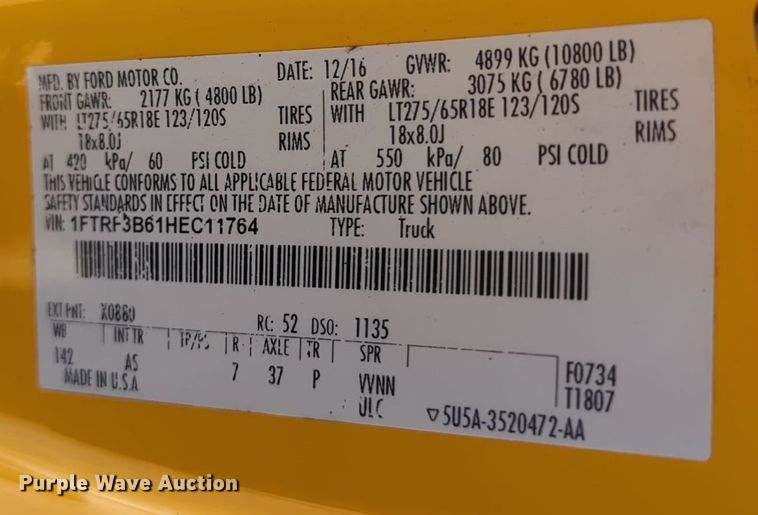 MFD. BY FORD MOTOR CO.
DATE: 12/16 GVWR: 4899 KG (10800 LB)
FRONT GAWR: 2177 KG ( 4800 LB) REAR GAWR: 3075 KG ( 6780 LB)
WITH LT275/65R18E 123/120S TIRES WITH LT275/65R18E 123/120S TIRES
18x8.0J RIMS 18x8.0J RIMS
AT 420 kPa/ 60 PSI COLD AT 550 kPa/ 80 PSI COLD
THIS VEHICLE CONFORMS TO ALL APPLICABLE FEDERAL MOTOR VEHICLE
SAFETY STANDARDS IN EFFECT ON THE DATE OF MANUFACTURE SHOWN ABOVE.
VIN: 1FTRF3B61HEC11764 TYPE: Truck
EXT PNT: X0860 RC: 52 DSO: 1135
WB INT TR TP/PS R AXLE TR SPR
142 AS 7 37 P VVNN F0734
MADE IN U.S.A ULC T1807
5U5A-3520472-AA
Purple Wave Auction